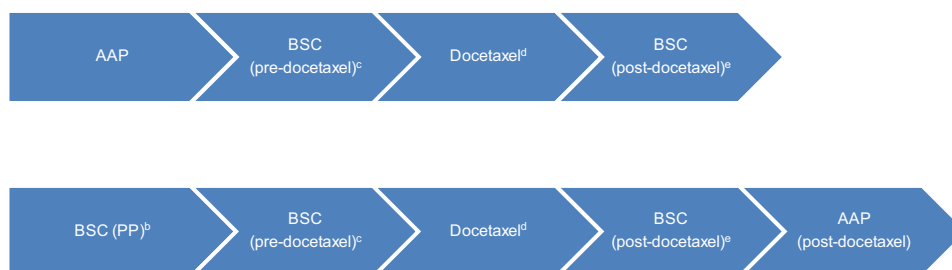 AAP
BSC
(pre-docetaxel)ᶜ
Docetaxelᵈ
BSC
(post-docetaxel)ᵉ
BSC (PP)ᵇ
BSC
(pre-docetaxel)ᶜ
Docetaxelᵈ
BSC
(post-docetaxel)ᵉ
AAP
(post-docetaxel)